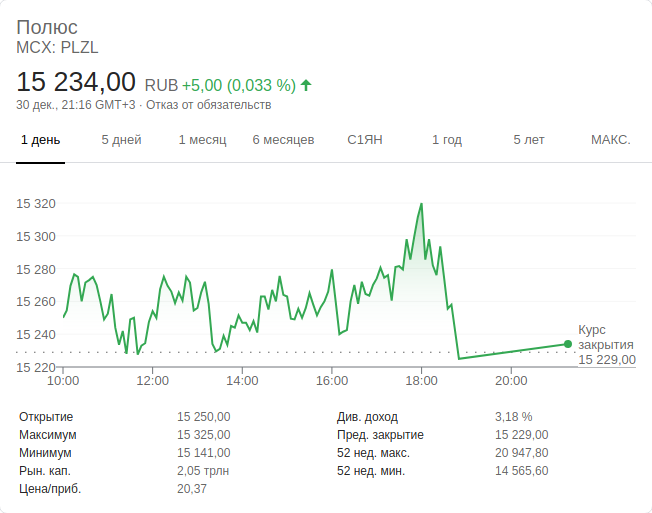 Полюс
MCX: PLZL
15 234,00 RUB +5,00 (0,033 %)
30 дек., 21:16 GMT+3 · Отказ от обязательств
1 день 5 дней 1 месяц 6 месяцев С1ЯН 1 год 5 лет МАКС.
15 320
15 300
15 280
15 260
15 240
15 220
Курс
закрытия
15 229,00
10:00 12:00 14:00 16:00 18:00 20:00
Открытие 15 250,00 Див. доход 3,18 %
Максимум 15 325,00 Пред. закрытие 15 229,00
Минимум 15 141,00 52 нед. макс. 20 947,80
Рын. кап. 2,05 трлн 52 нед. мин. 14 565,60
Цена/приб. 20,37